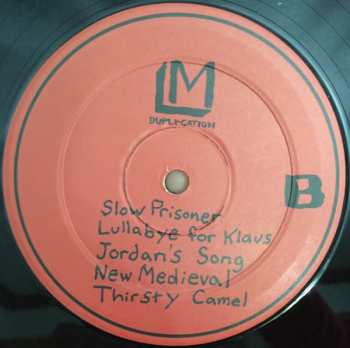 LM
DUPLICATION
B
Slow Prisoner
Lullabye for Klaus
Jordan's Song
New Medieval
Thirsty Camel